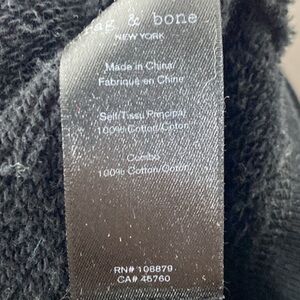 rag & bone
NEW YORK
Made in China/
Fabriqué en Chine
Self/Tissu Principal
100% Cotton/Coton
Combo
100% Cotton/Coton
RN# 106879
CA# 45760